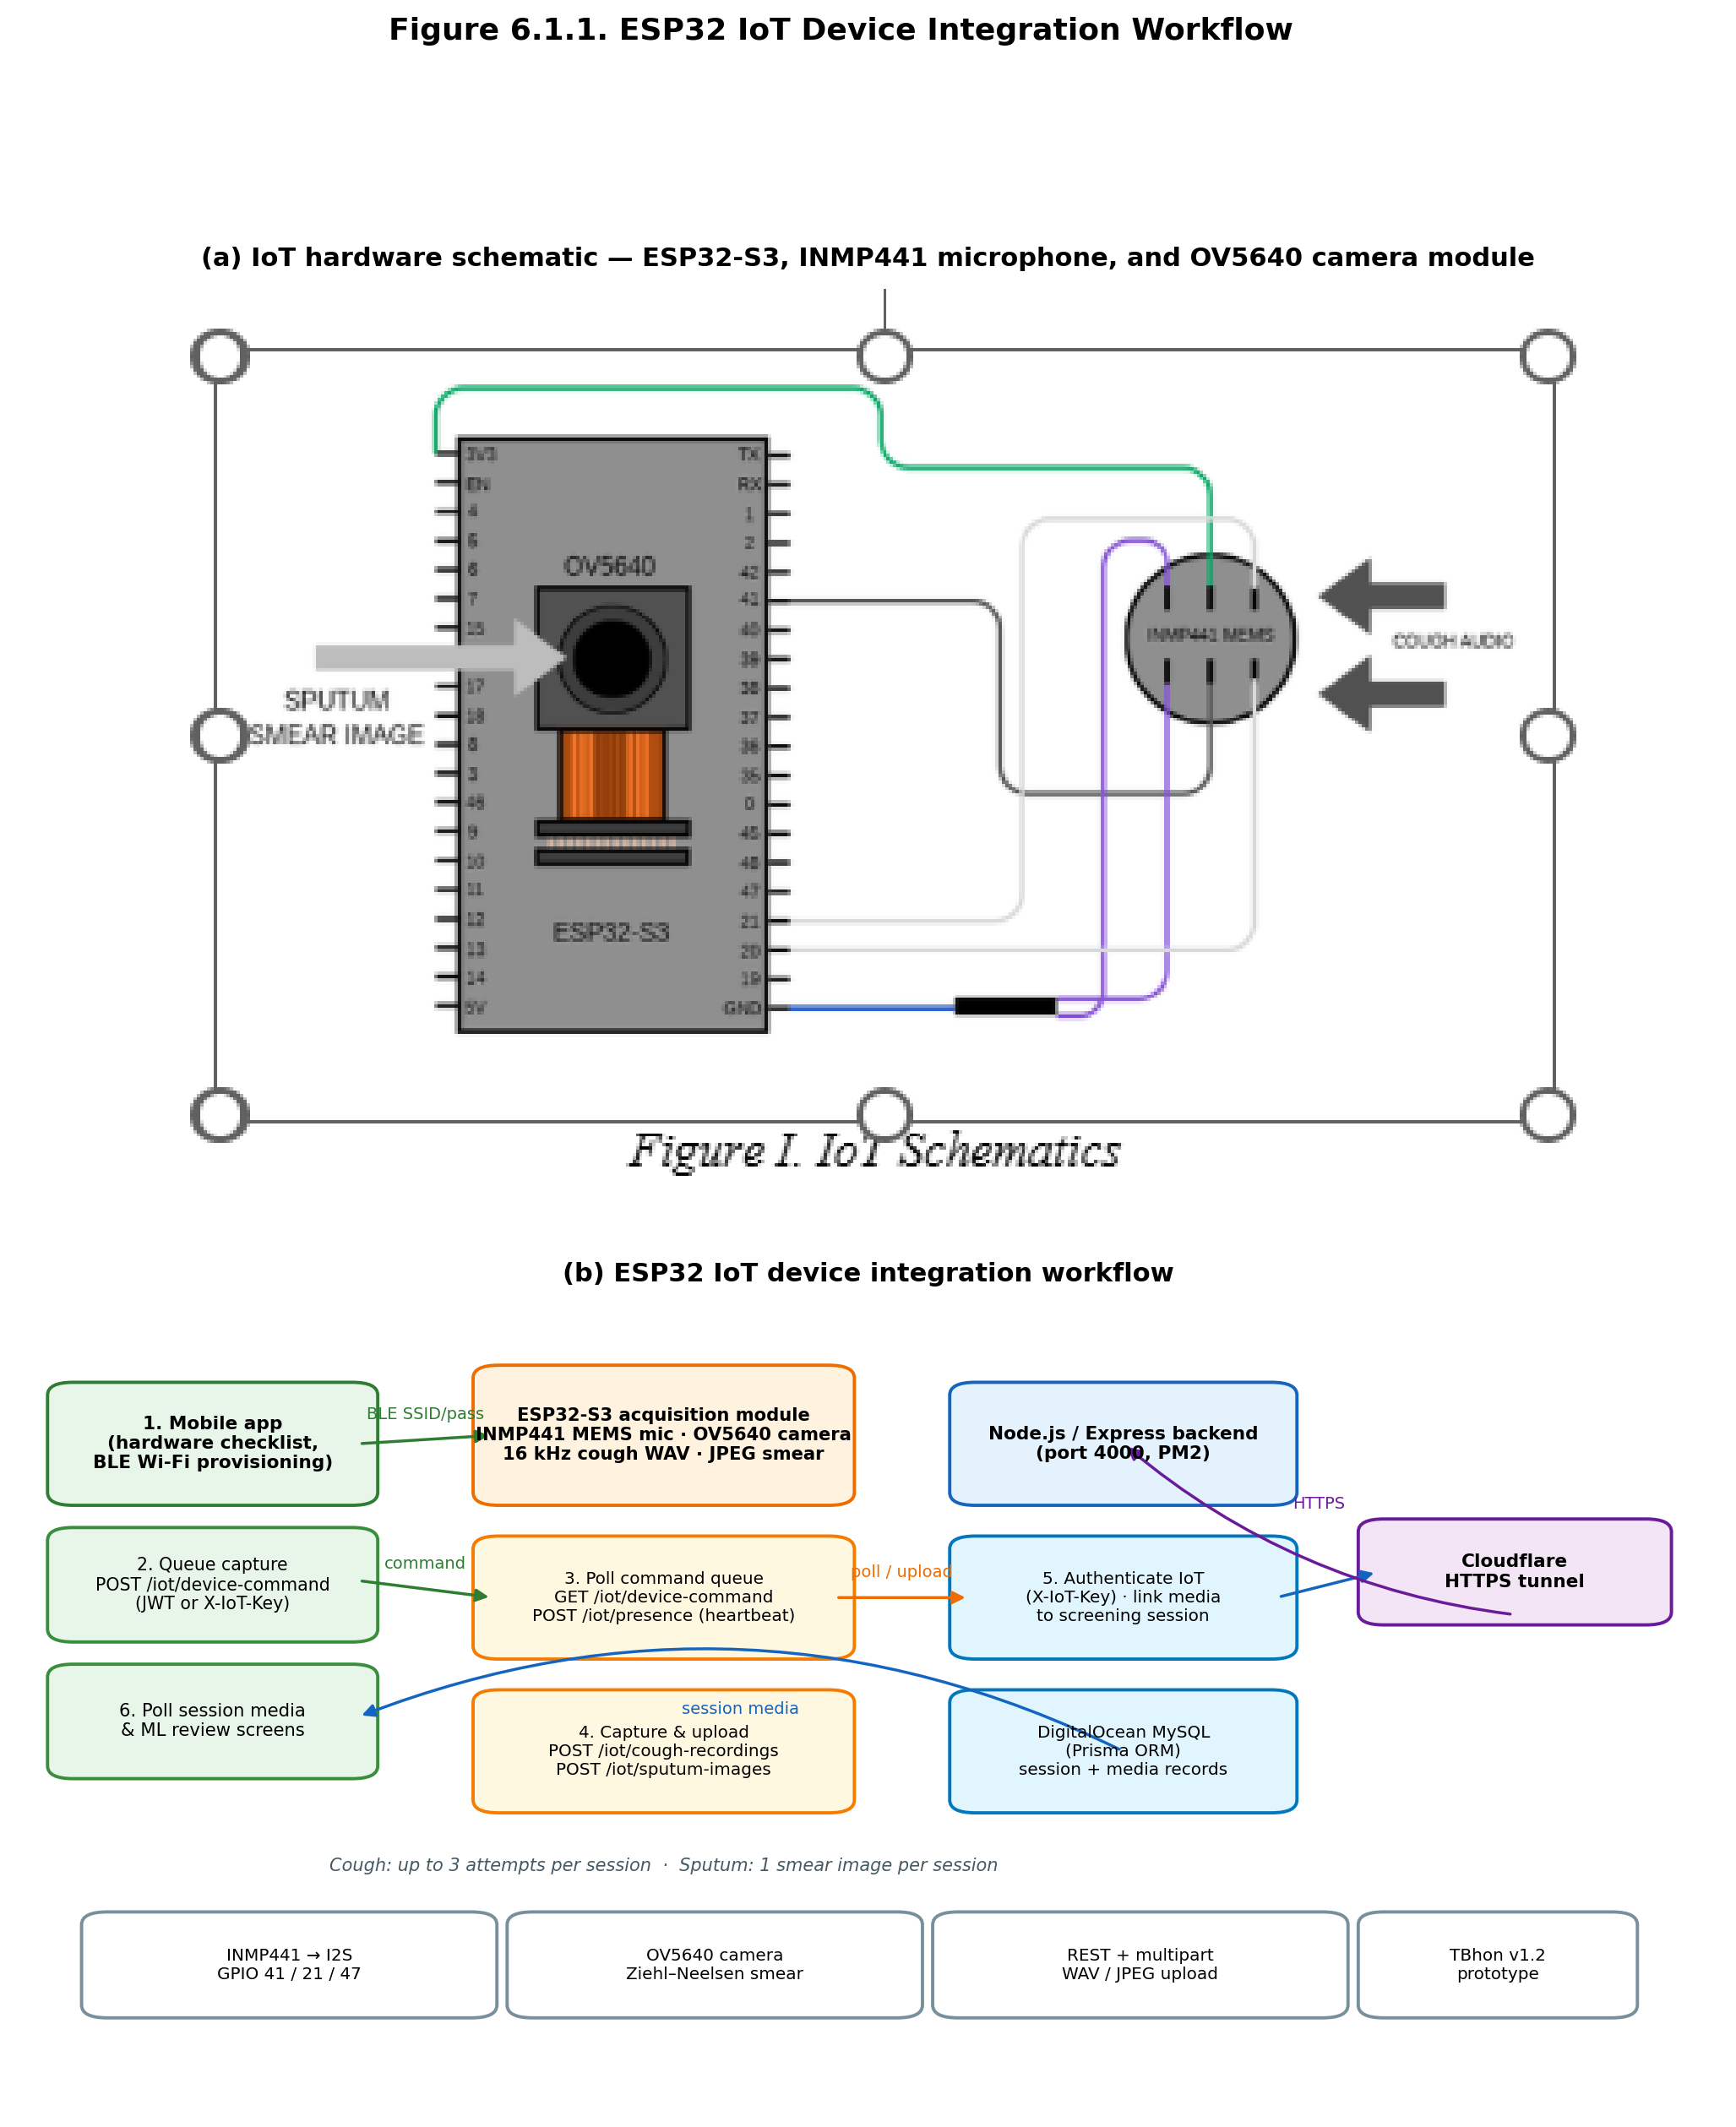 Figure 6.1.1. ESP32 IoT Device Integration Workflow
(a) IoT hardware schematic — ESP32-S3, INMP441 microphone, and OV5640 camera module
3V3
EN
4
5
6
7
15
17
18
8
3
46
9
10
11
12
13
14
5V
TX
RX
1
2
42
41
40
39
38
37
36
35
0
45
48
47
21
20
19
GND
OV5640
ESP32-S3
SPUTUM
SMEAR IMAGE
INMP441 MEMS
COUGH AUDIO
Figure I. IoT Schematics
(b) ESP32 IoT device integration workflow
1. Mobile app
(hardware checklist,
BLE Wi-Fi provisioning)
BLE SSID/pass
ESP32-S3 acquisition module
INMP441 MEMS mic · OV5640 camera
16 kHz cough WAV · JPEG smear
Node.js / Express backend
(port 4000, PM2)
HTTPS
Cloudflare
HTTPS tunnel
2. Queue capture
POST /iot/device-command
(JWT or X-IoT-Key)
command
3. Poll command queue
GET /iot/device-command
POST /iot/presence (heartbeat)
poll / upload
5. Authenticate IoT
(X-IoT-Key) · link media
to screening session
6. Poll session media
& ML review screens
session media
4. Capture & upload
POST /iot/cough-recordings
POST /iot/sputum-images
DigitalOcean MySQL
(Prisma ORM)
session + media records
Cough: up to 3 attempts per session · Sputum: 1 smear image per session
INMP441 → I2S
GPIO 41 / 21 / 47
OV5640 camera
Ziehl–Neelsen smear
REST + multipart
WAV / JPEG upload
TBhon v1.2
prototype